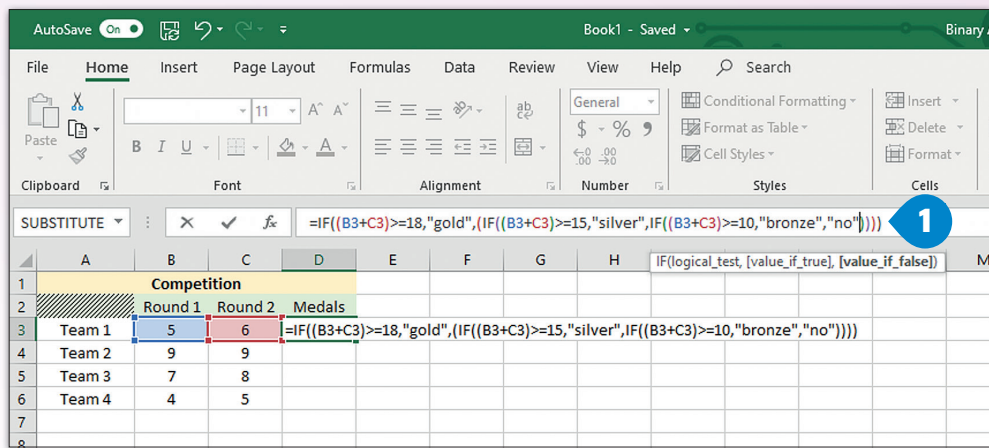 AutoSave On Book1 - Saved Binary
File Home Insert Page Layout Formulas Data Review View Help Search
Paste
11 A^ A˅
B I U A
ab
General
$ % 9
.00
Conditional Formatting
Format as Table
Cell Styles
Insert
Delete
Format
Clipboard Font Alignment Number Styles Cells
SUBSTITUTE fx =IF((B3+C3)>=18,"gold",(IF((B3+C3)>=15,"silver",IF((B3+C3)>=10,"bronze","no")))) 1
IF(logical_test, [value_if_true], [value_if_false])
A B C D E F G H M
1 Competition
2 Round 1 Round 2 Medals
3 Team 1 5 6 =IF((B3+C3)>=18,"gold",(IF((B3+C3)>=15,"silver",IF((B3+C3)>=10,"bronze","no"))))
4 Team 2 9 9
5 Team 3 7 8
6 Team 4 4 5
7
8